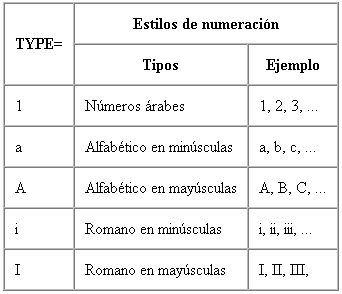 TYPE=
Estilos de numeración
Tipos
Ejemplo
1
Números árabes
1, 2, 3, ...
a
Alfabético en minúsculas
a, b, c, ...
A
Alfabético en mayúsculas
A, B, C, ...
i
Romano en minúsculas
i, ii, iii, ...
I
Romano en mayúsculas
I, II, III,